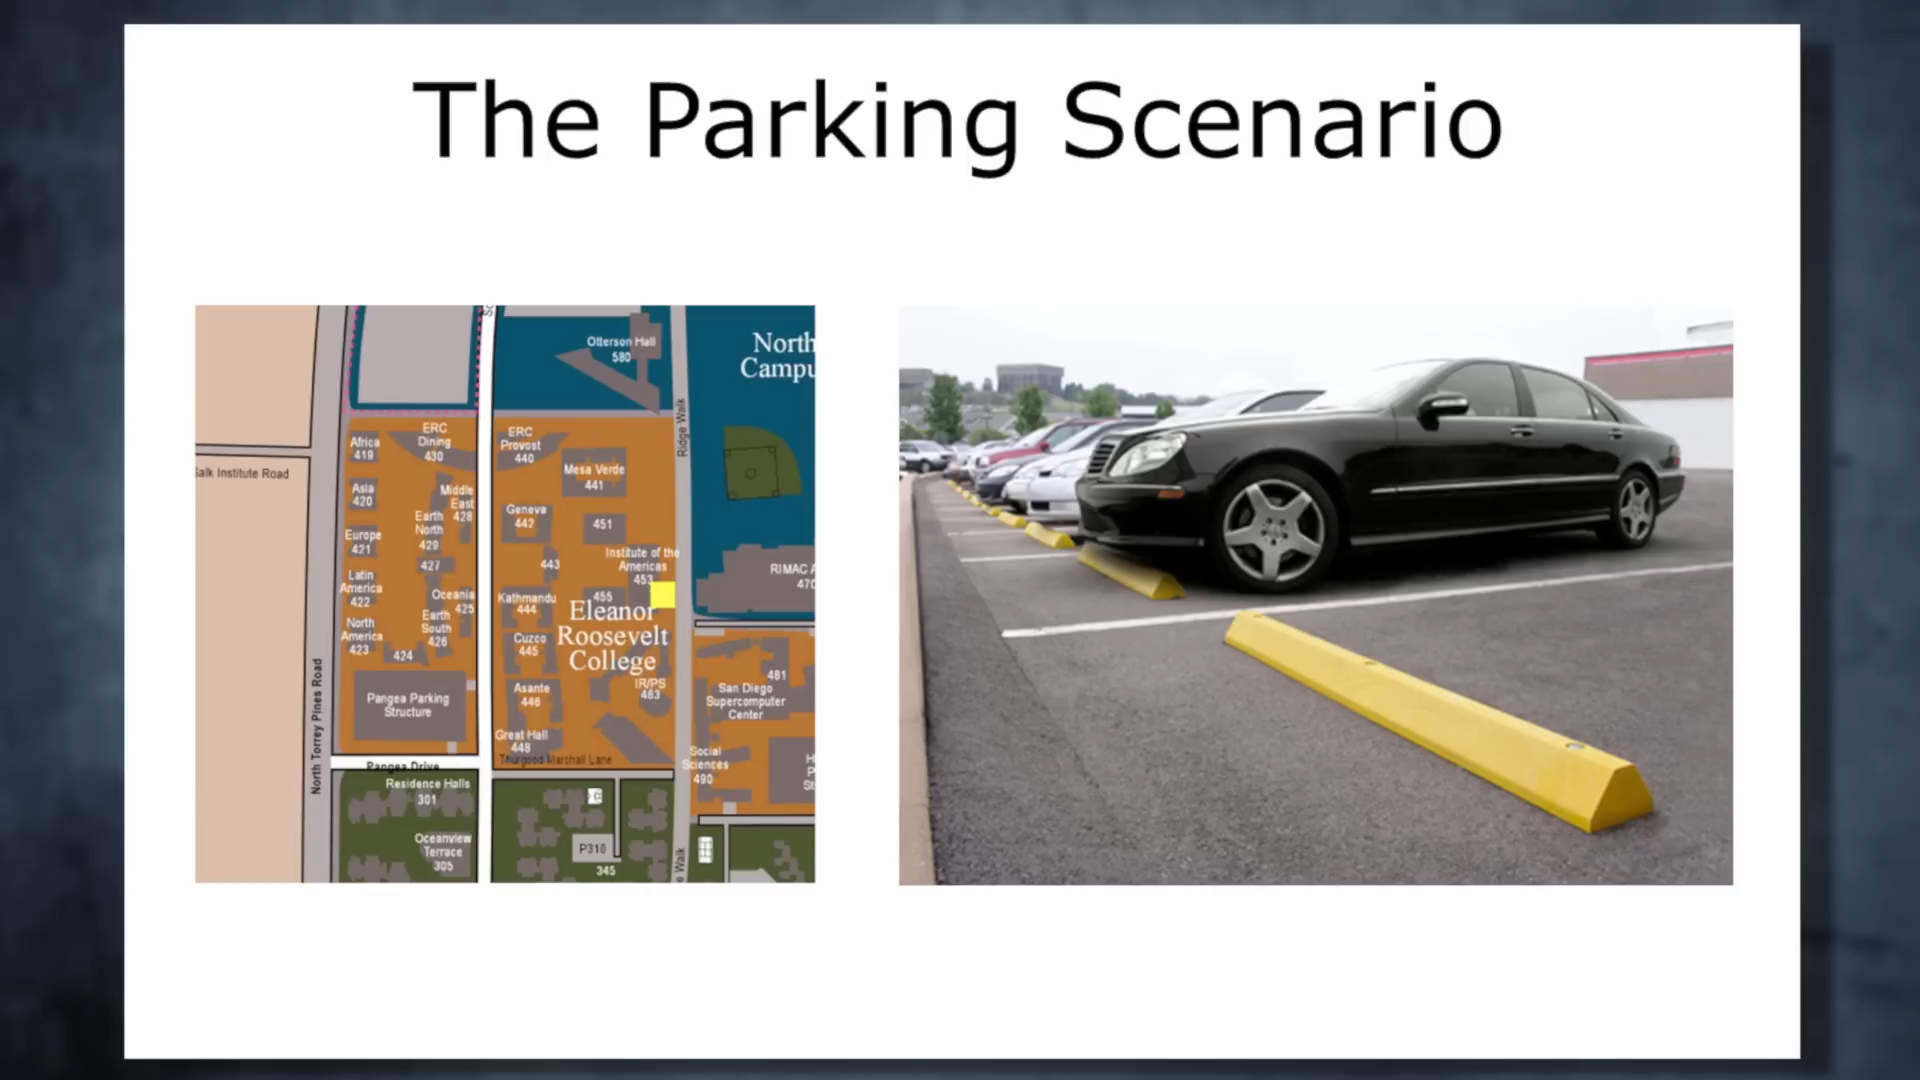 The Parking Scenario
Otterson Hall
580
North
Campu
Ridge Walk
Africa
419
ERC
Dining
430
ERC
Provost
440
Mesa Verde
441
Salk Institute Road
Asia
420
Middle
East
428
Earth
North
429
Geneva
442
451
Europe
421
427
443
Institute of the
Americas
453
RIMAC A
470
Latin
America
422
Oceania
425
Kathmandu
444
455
Eleanor
Roosevelt
College
North
America
423
Earth
South
426
424
Cuzco
445
IR/PS
463
481
San Diego
Supercomputer
Center
Pangea Parking
Structure
Asante
446
Great Hall
448
North Torrey Pines Road
Thurgood Marshall Lane
Social
Sciences
490
H
P
St
Pangea Drive
Residence Halls
301
Oceanview
Terrace
305
P310
345
e Walk